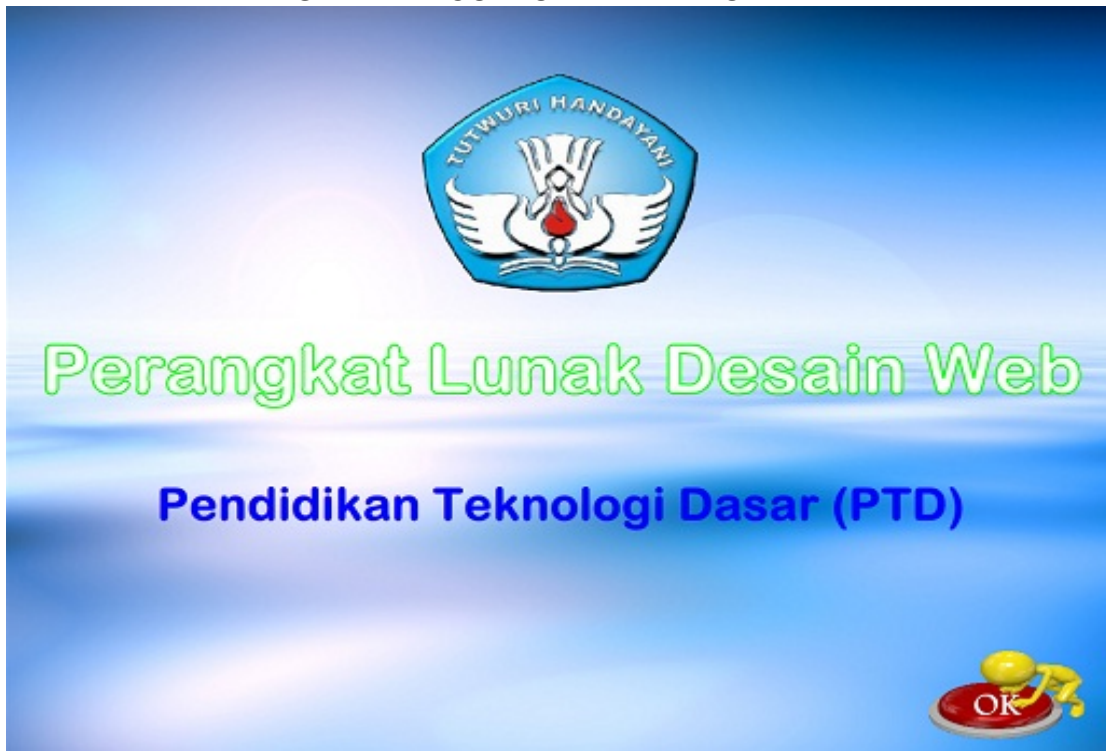 TUTWURI HANDAYANI
Perangkat Lunak Desain Web
Pendidikan Teknologi Dasar (PTD)
OK